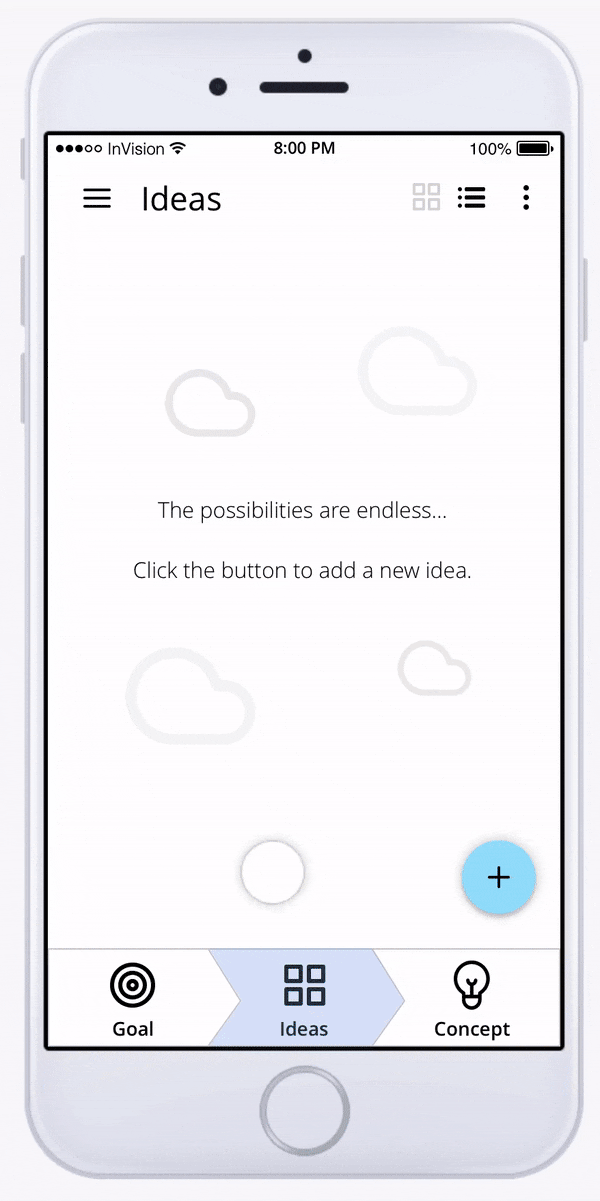 InVision 8:00 PM 100%
Ideas
The possibilities are endless...
Click the button to add a new idea.
Goal Ideas Concept